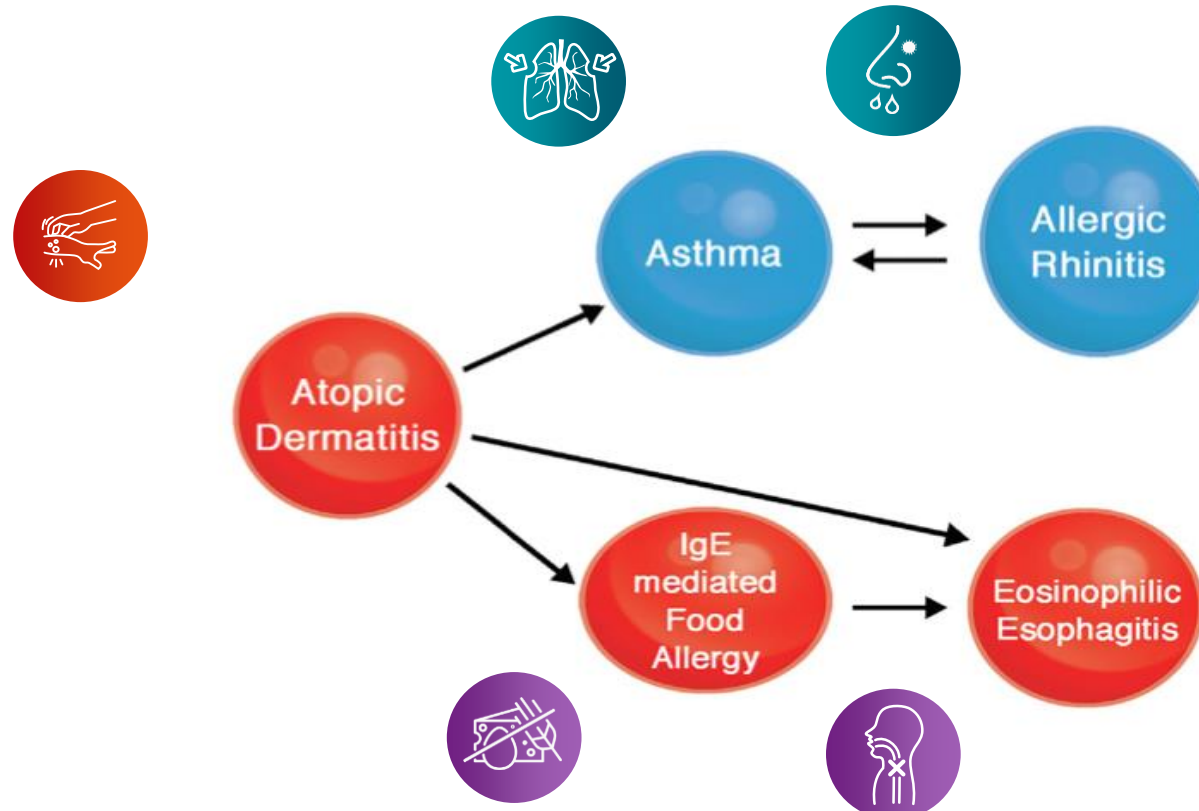 Asthma
Allergic
Rhinitis
Atopic
Dermatitis
IgE
mediated
Food
Allergy
Eosinophilic
Esophagitis